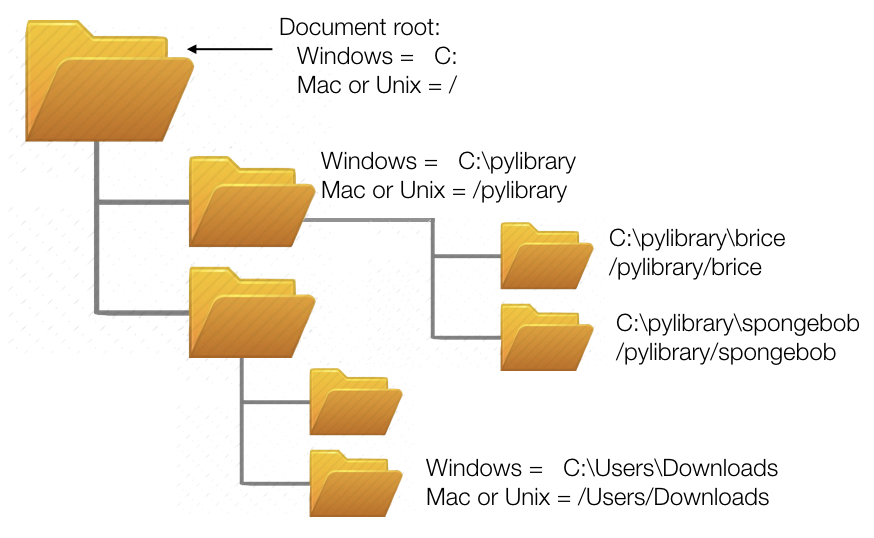 Document root:
Windows = C:
Mac or Unix = /
Windows = C:\pylibrary
Mac or Unix = /pylibrary
C:\pylibrary\brice
/pylibrary/brice
C:\pylibrary\spongebob
/pylibrary/spongebob
Windows = C:\Users\Downloads
Mac or Unix = /Users/Downloads